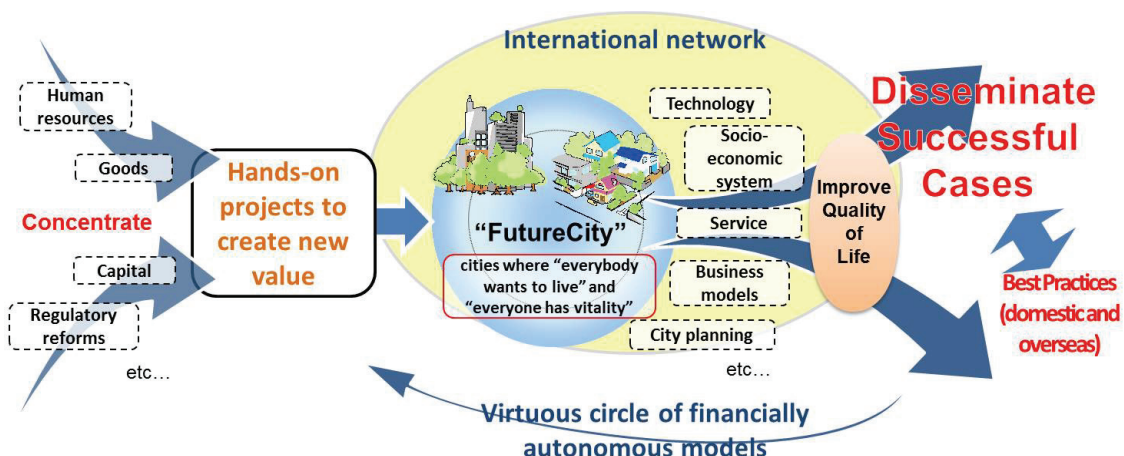 International network
Human
resources
Goods
Concentrate
Capital
Regulatory
reforms
etc...
Hands-on
projects to
create new
value
“FutureCity”
cities where “everybody
wants to live” and
“everyone has vitality”
Technology
Socio-
economic
system
Service
Business
models
City planning
etc...
Improve
Quality
of
Life
Disseminate
Successful
Cases
Best Practices
(domestic and
overseas)
Virtuous circle of financially
autonomous models